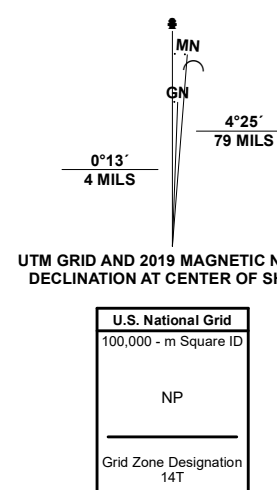 MN
GN
4°25´
79 MILS
0°13´
4 MILS
UTM GRID AND 2019 MAGNETIC
DECLINATION AT CENTER OF
U.S. National Grid
100,000 - m Square ID
NP
Grid Zone Designation
14T